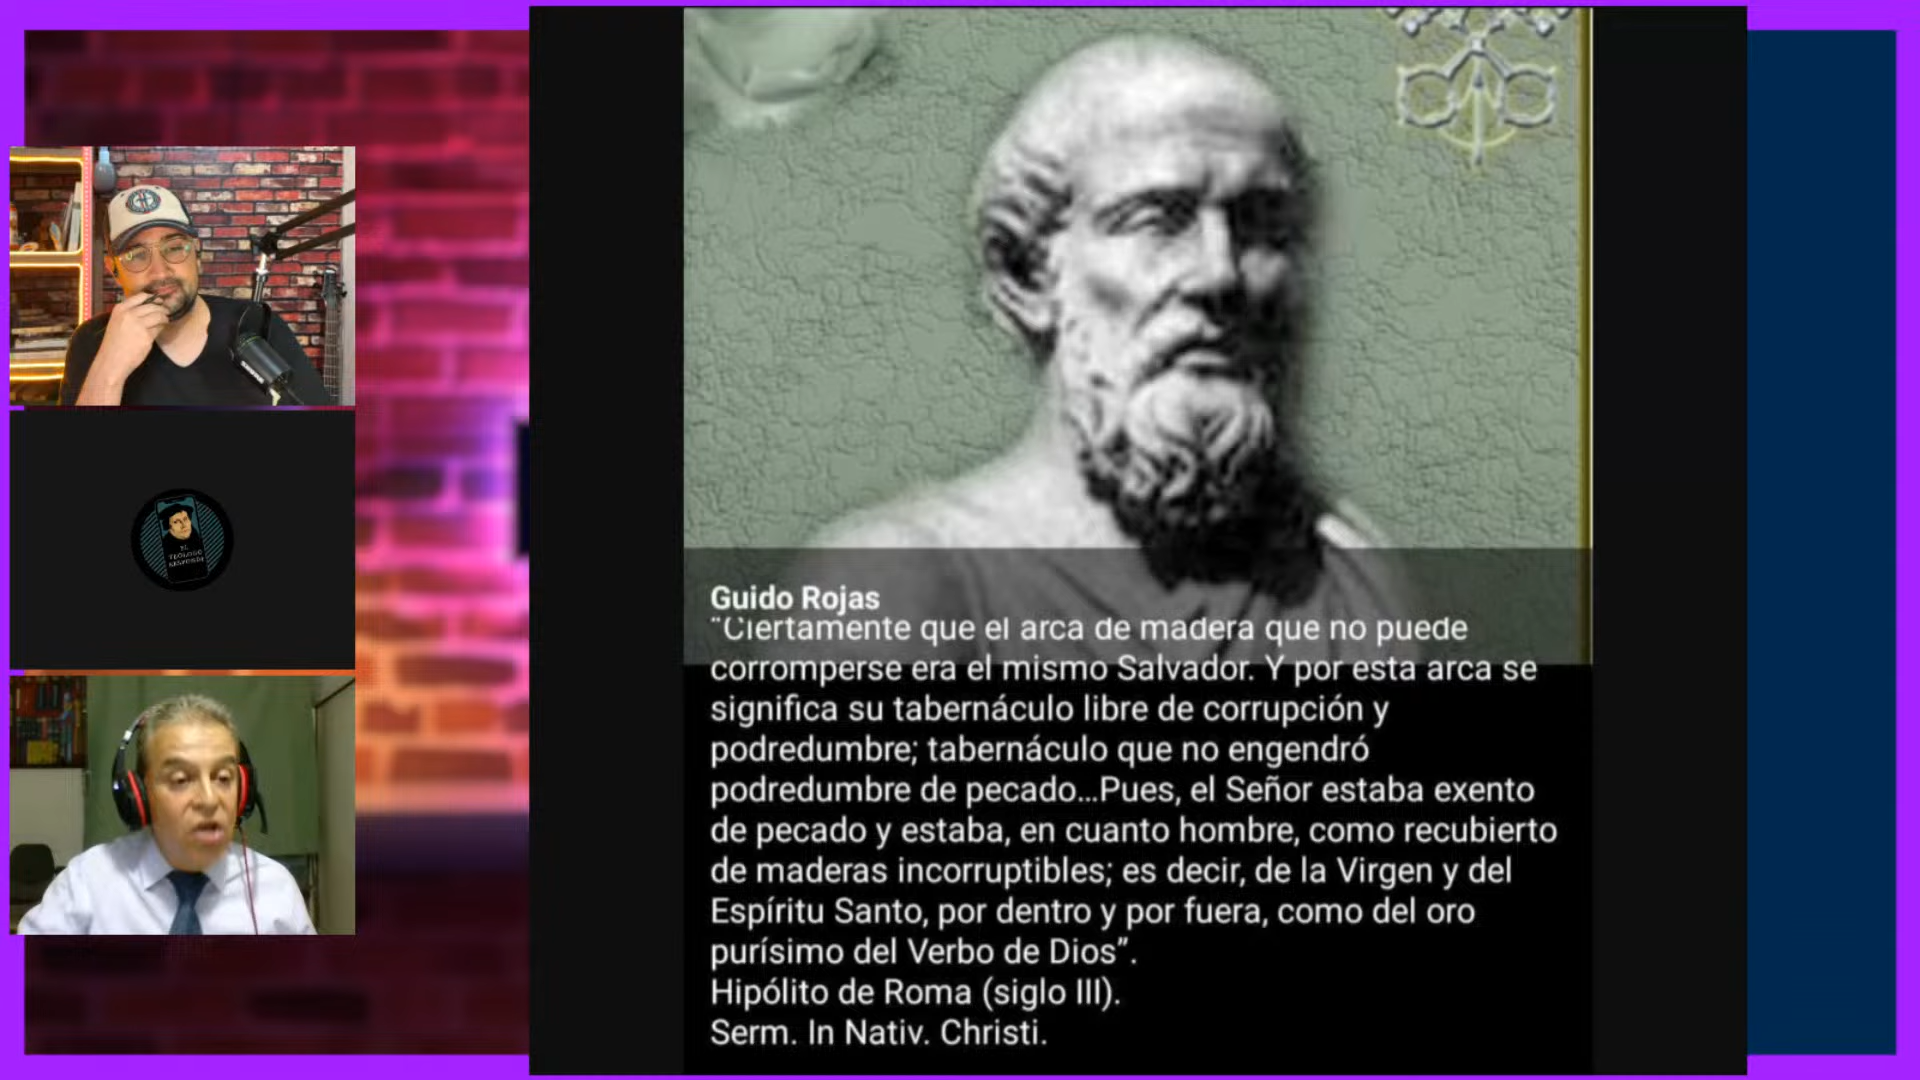 Guido Rojas
“Ciertamente que el arca de madera que no puede
corromperse era el mismo Salvador. Y por esta arca se
significa su tabernáculo libre de corrupción y
podredumbre; tabernáculo que no engendró
podredumbre de pecado...Pues, el Señor estaba exento
de pecado y estaba, en cuanto hombre, como recubierto
de maderas incorruptibles; es decir, de la Virgen y del
Espíritu Santo, por dentro y por fuera, como del oro
purísimo del Verbo de Dios”.
Hipólito de Roma (siglo III).
Serm. In Nativ. Christi.
EL
TEÓLOGO
RESPONDE